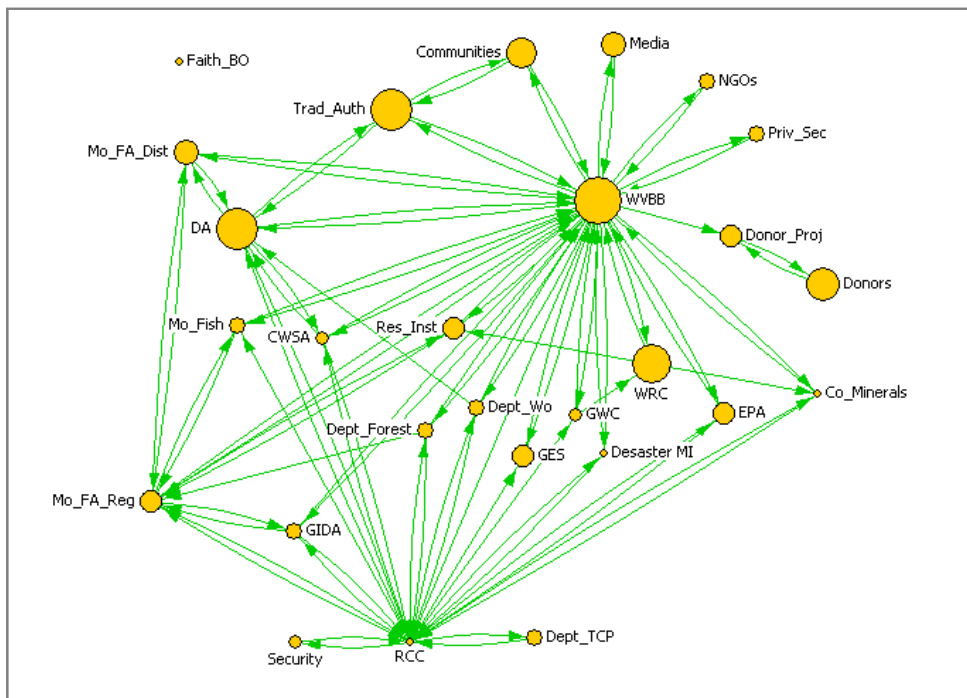 Communities
Media
Faith_BO
NGOs
Trad_Auth
Priv_Sec
Mo_FA_Dist
WVBB
DA
Donor_Proj
Donors
Mo_Fish
CWSA
Res_Inst
WRC
Co_Minerals
Dept_Wo
GWC
EPA
Dept_Forest
GES
Desaster MI
Mo_FA_Reg
GIDA
Security
RCC
Dept_TCP